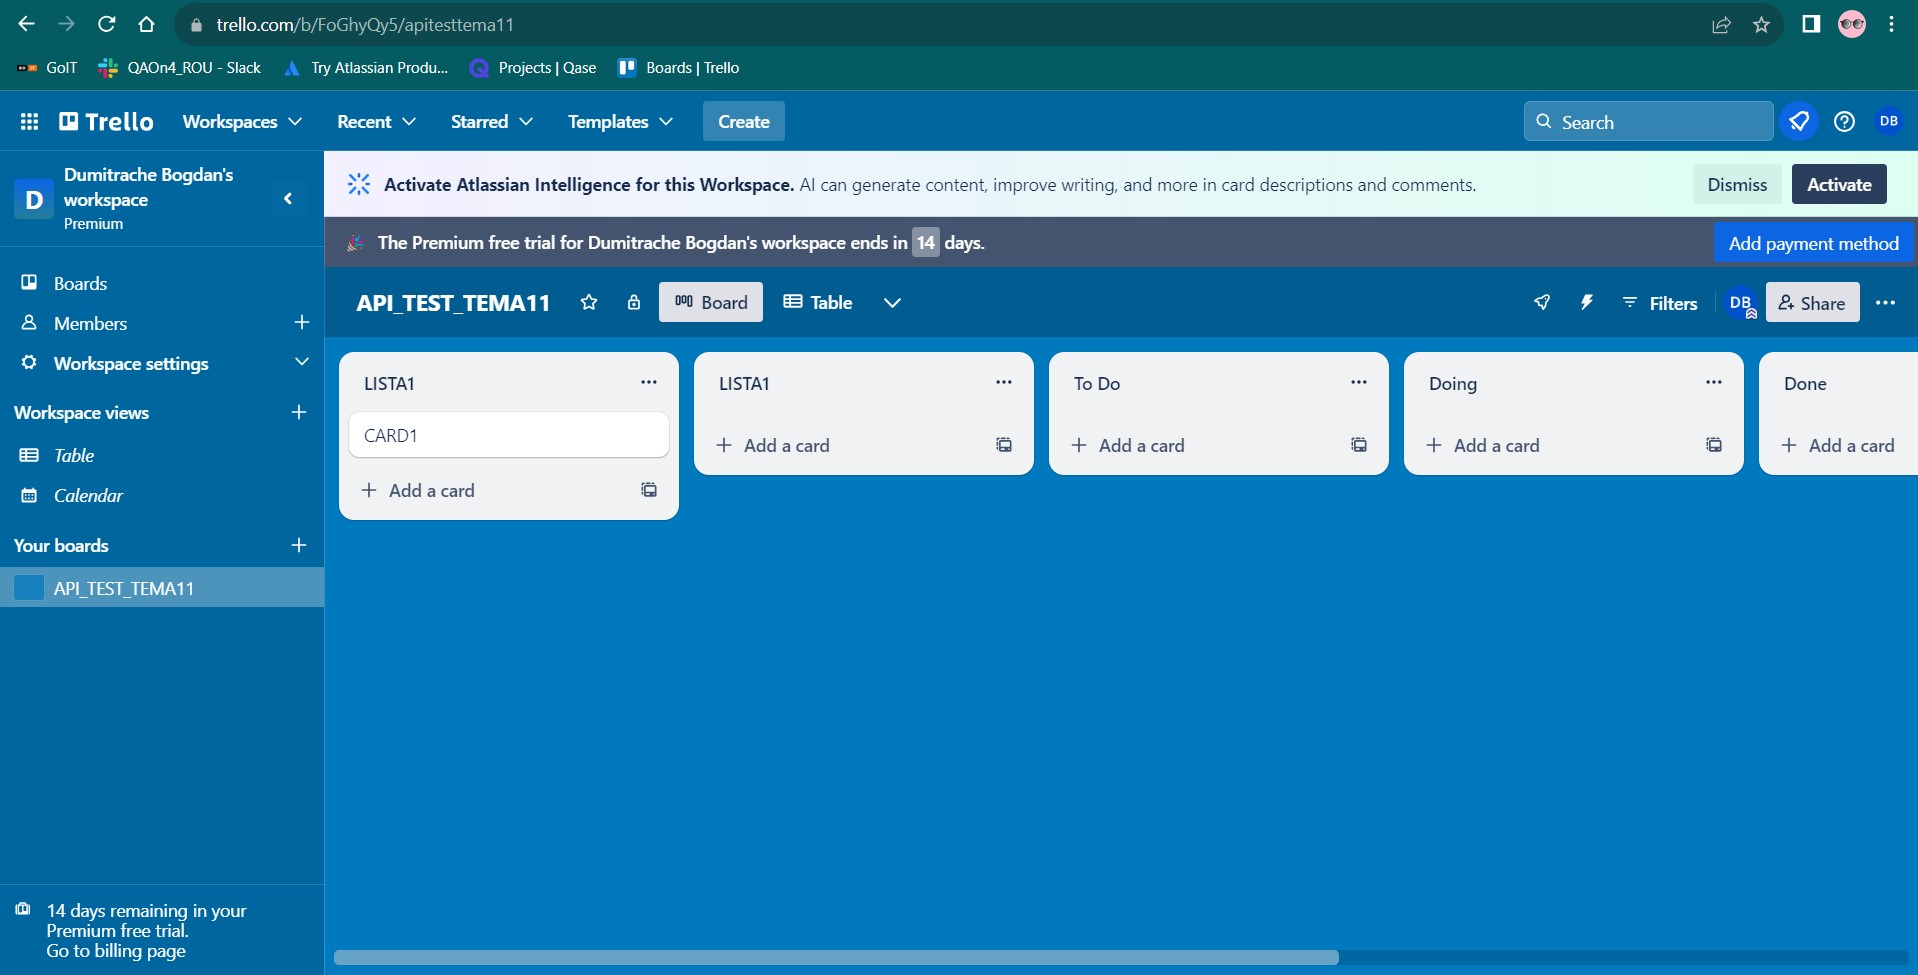 trello.com/b/FoGhyQy5/apitesttema11
GoIT QAOn4_ROU - Slack Try Atlassian Produ... Projects | Qase Boards | Trello
Trello Workspaces Recent Starred Templates Create Search DB
D
Dumitrache Bogdan's
workspace
Premium
Activate Atlassian Intelligence for this Workspace. AI can generate content, improve writing, and more in card descriptions and comments. Dismiss Activate
The Premium free trial for Dumitrache Bogdan's workspace ends in 14 days. Add payment method
Boards
Members
Workspace settings
Workspace views
Table
Calendar
Your boards
API_TEST_TEMA11
14 days remaining in your
Premium free trial.
Go to billing page
API_TEST_TEMA11 Board Table Filters DB Share
LISTA1
CARD1
Add a card
LISTA1
Add a card
To Do
Add a card
Doing
Add a card
Done
Add a card